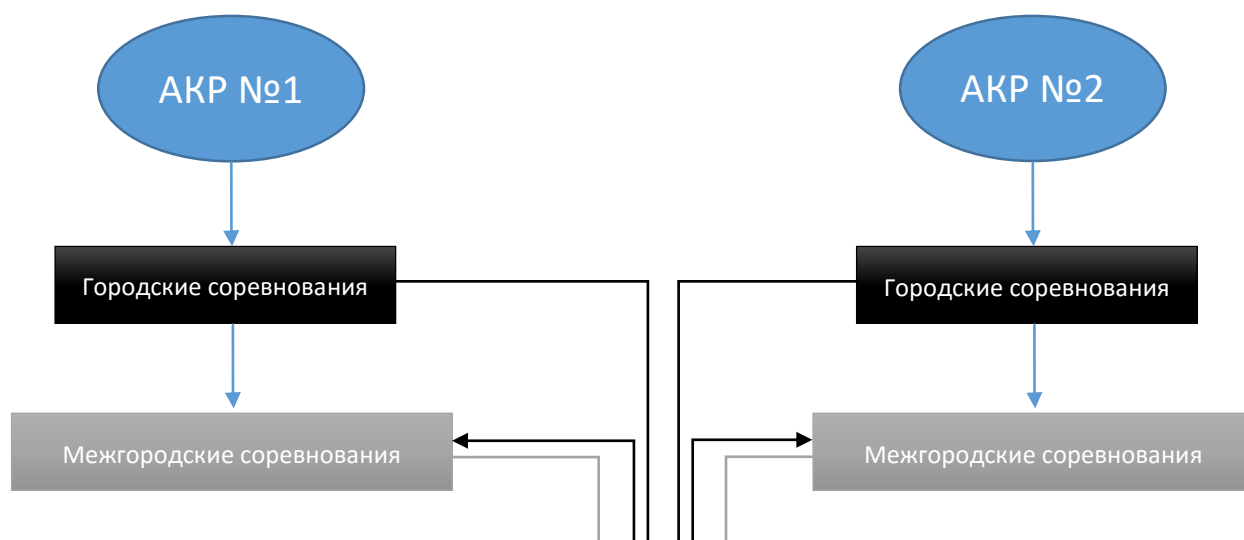 АКР №1
АКР №2
Городские соревнования
Городские соревнования
Межгородские соревнования
Межгородские соревнования